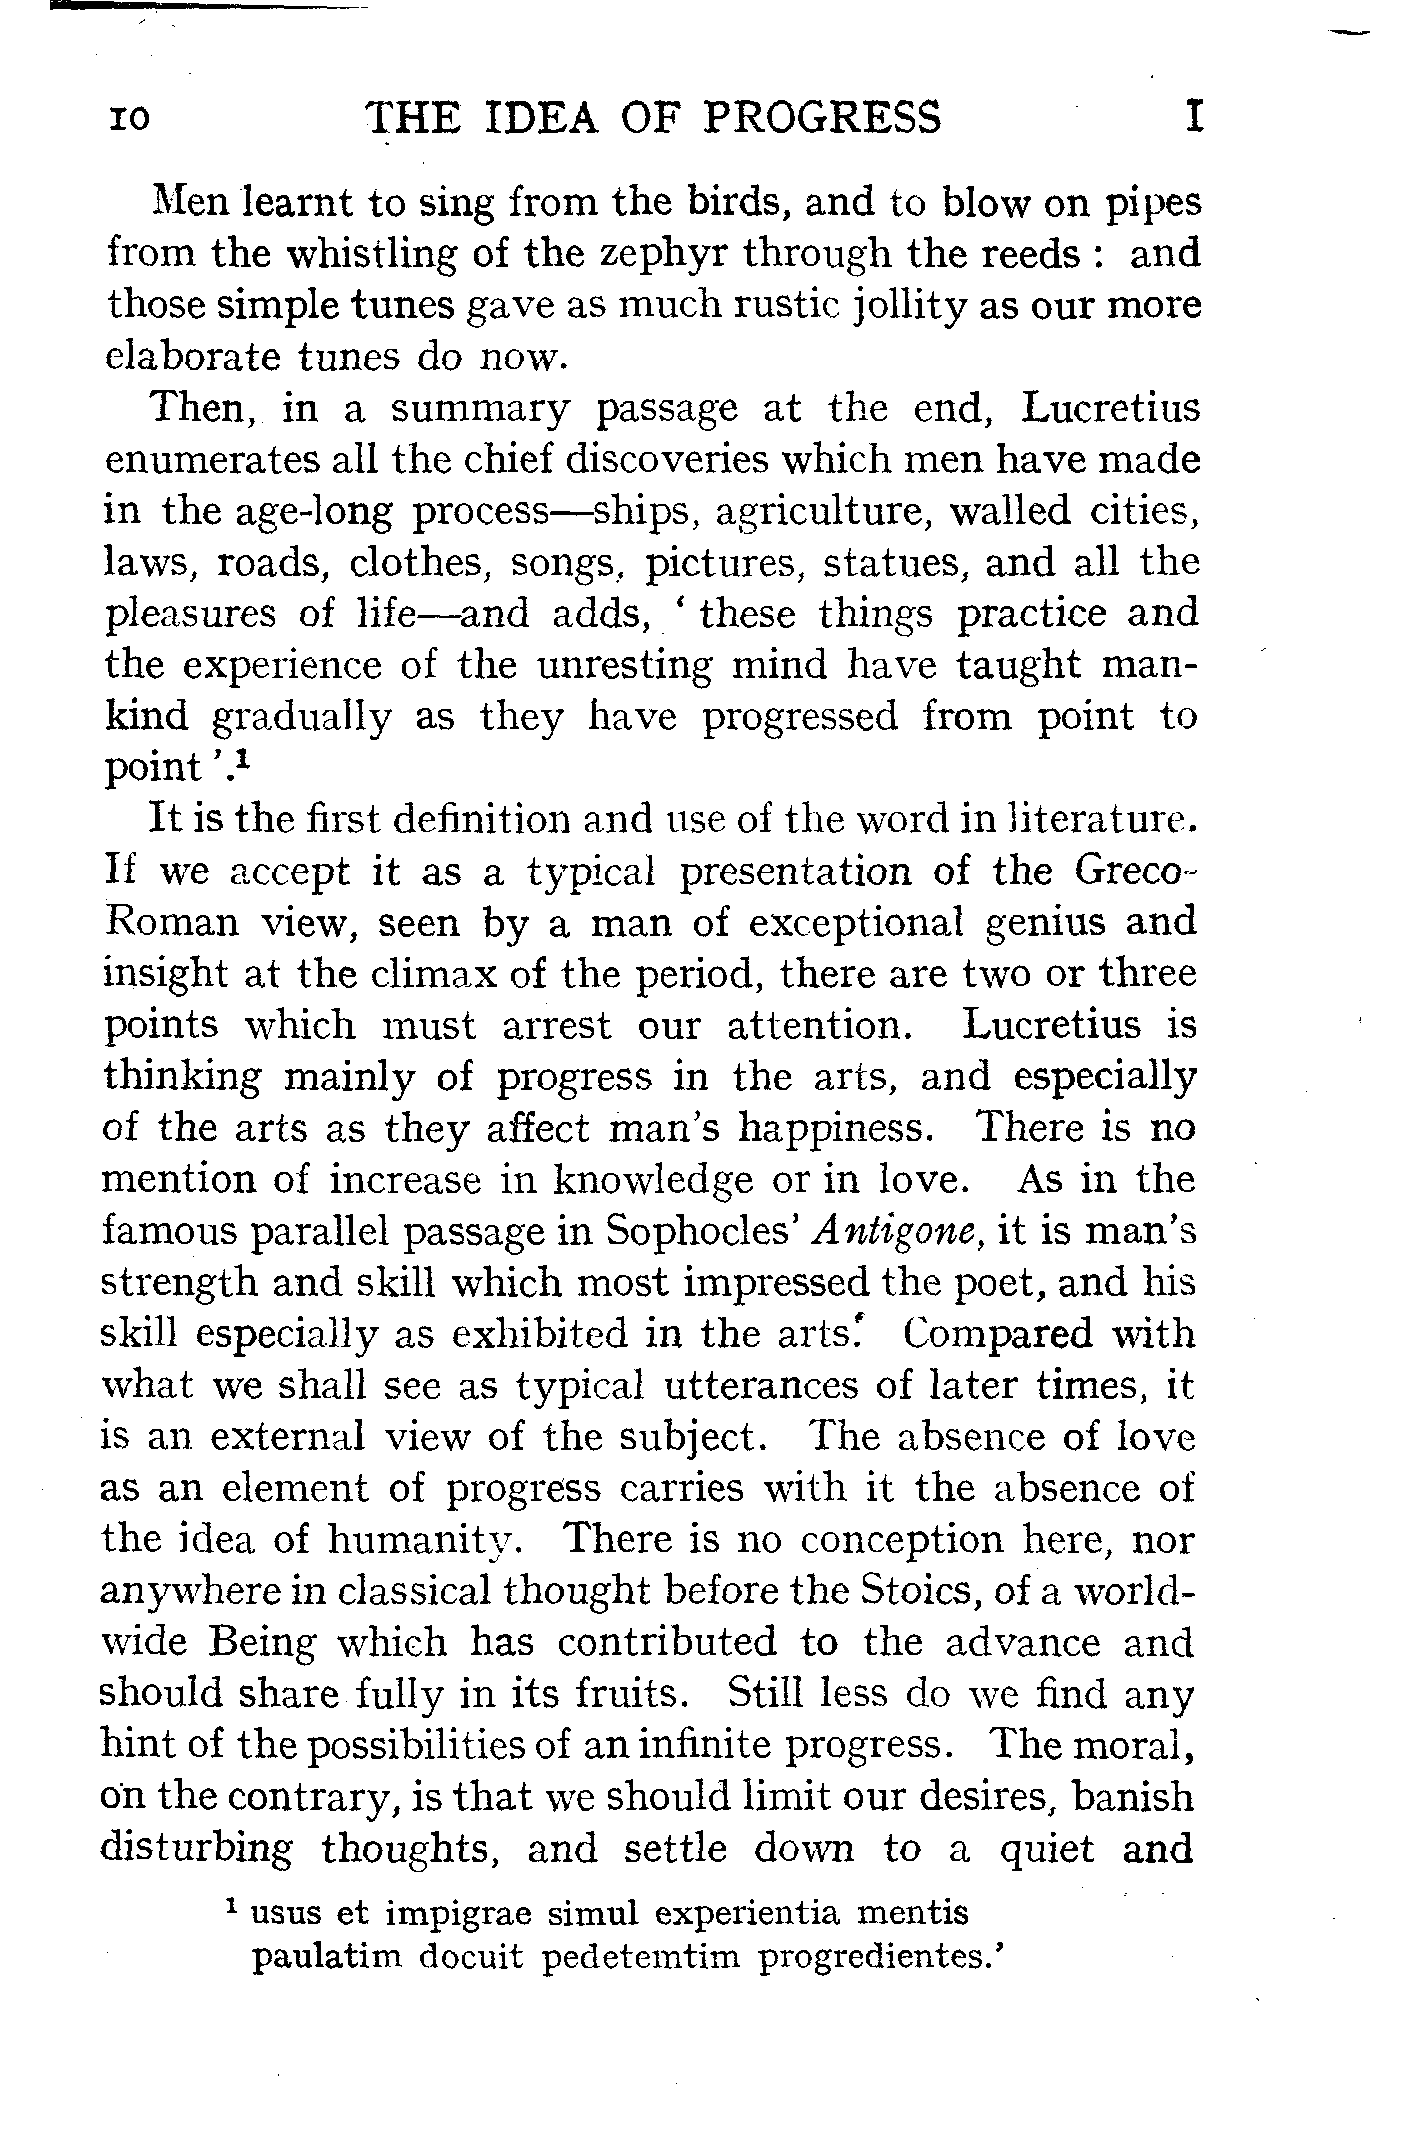 10 THE IDEA OF PROGRESS I
Men learnt to sing from the birds, and to blow on pipes
from the whistling of the zephyr through the reeds : and
those simple tunes gave as much rustic jollity as our more
elaborate tunes do now.
Then, in a summary passage at the end, Lucretius
enumerates all the chief discoveries which men have made
in the age-long process—ships, agriculture, walled cities,
laws, roads, clothes, songs, pictures, statues, and all the
pleasures of life—and adds, ‘ these things practice and
the experience of the unresting mind have taught man-
kind gradually as they have progressed from point to
point ’.¹
It is the first definition and use of the word in literature.
If we accept it as a typical presentation of the Greco-
Roman view, seen by a man of exceptional genius and
insight at the climax of the period, there are two or three
points which must arrest our attention. Lucretius is
thinking mainly of progress in the arts, and especially
of the arts as they affect man’s happiness. There is no
mention of increase in knowledge or in love. As in the
famous parallel passage in Sophocles’ Antigone, it is man’s
strength and skill which most impressed the poet, and his
skill especially as exhibited in the arts. Compared with
what we shall see as typical utterances of later times, it
is an external view of the subject. The absence of love
as an element of progress carries with it the absence of
the idea of humanity. There is no conception here, nor
anywhere in classical thought before the Stoics, of a world-
wide Being which has contributed to the advance and
should share fully in its fruits. Still less do we find any
hint of the possibilities of an infinite progress. The moral,
on the contrary, is that we should limit our desires, banish
disturbing thoughts, and settle down to a quiet and
¹ usus et impigrae simul experientia mentis
paulatim docuit pedetemtim progredientes.’